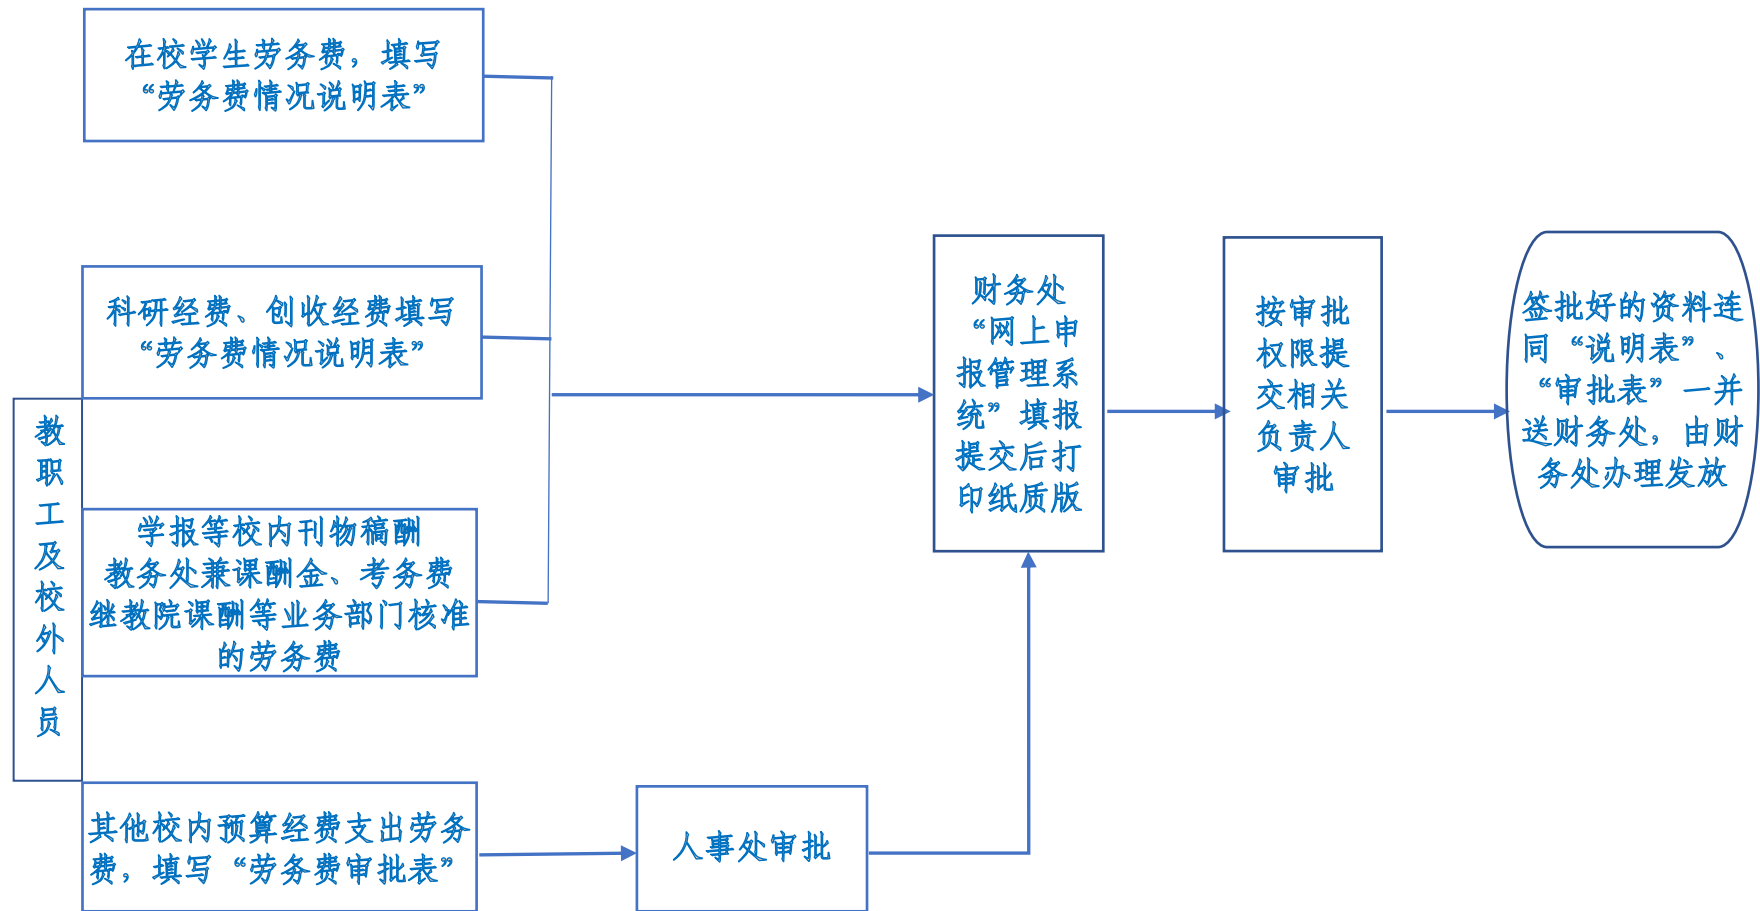 在校学生劳务费，填写
“劳务费情况说明表”
科研经费、创收经费填写
“劳务费情况说明表”
教
职
工
及
校
外
人
员
学报等校内刊物稿酬
教务处兼课酬金、考务费
继教院课酬等业务部门核准
的劳务费
其他校内预算经费支出劳务
费，填写“劳务费审批表”
人事处审批
财务处
“网上申
报管理系
统”填报
提交后打
印纸质版
按审批
权限提
交相关
负责人
审批
签批好的资料连
同“说明表”、
“审批表”一并
送财务处，由财
务处办理发放